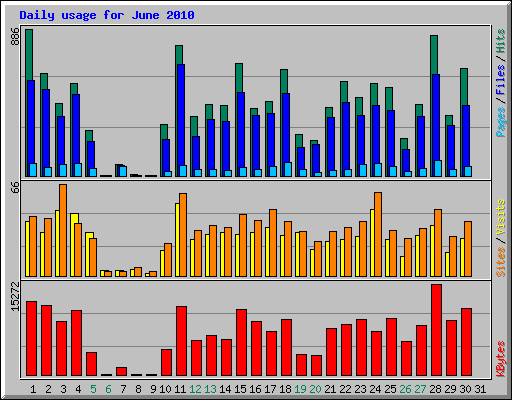 Daily usage for June 2010
886
Pages / Files / Hits
66
Sites / Visits
15272
KBytes
1 2 3 4 5 6 7 8 9 10 11 12 13 14 15 16 17 18 19 20 21 22 23 24 25 26 27 28 29 30 31